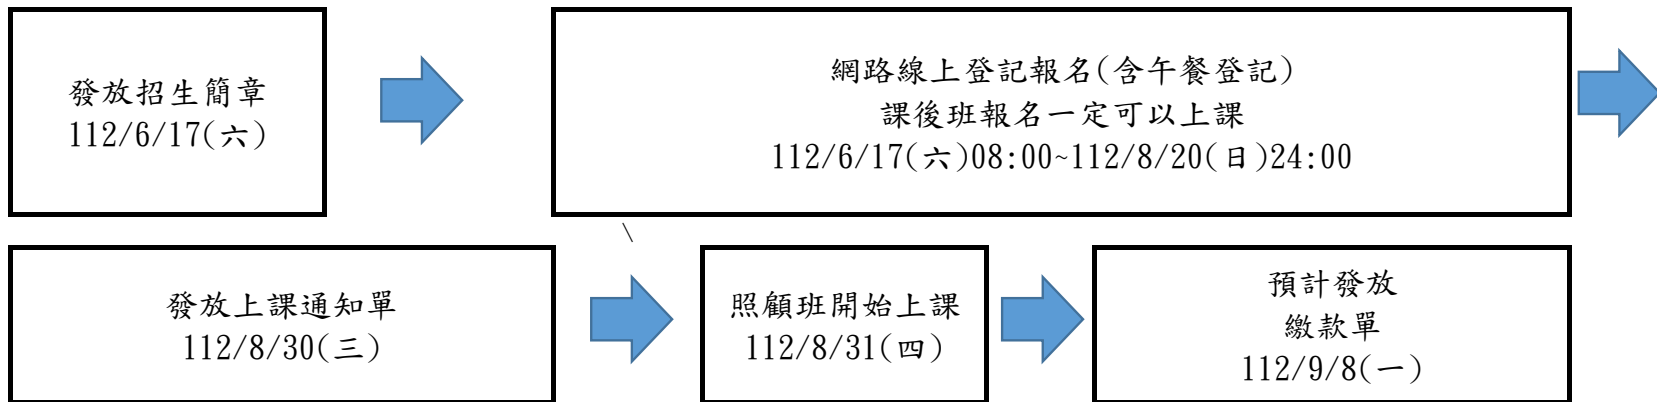 發放招生簡章
112/6/17(六)
網路線上登記報名(含午餐登記)
課後班報名一定可以上課
112/6/17(六)08:00~112/8/20(日)24:00
\
發放上課通知單
112/8/30(三)
照顧班開始上課
112/8/31(四)
預計發放
繳款單
112/9/8(一)